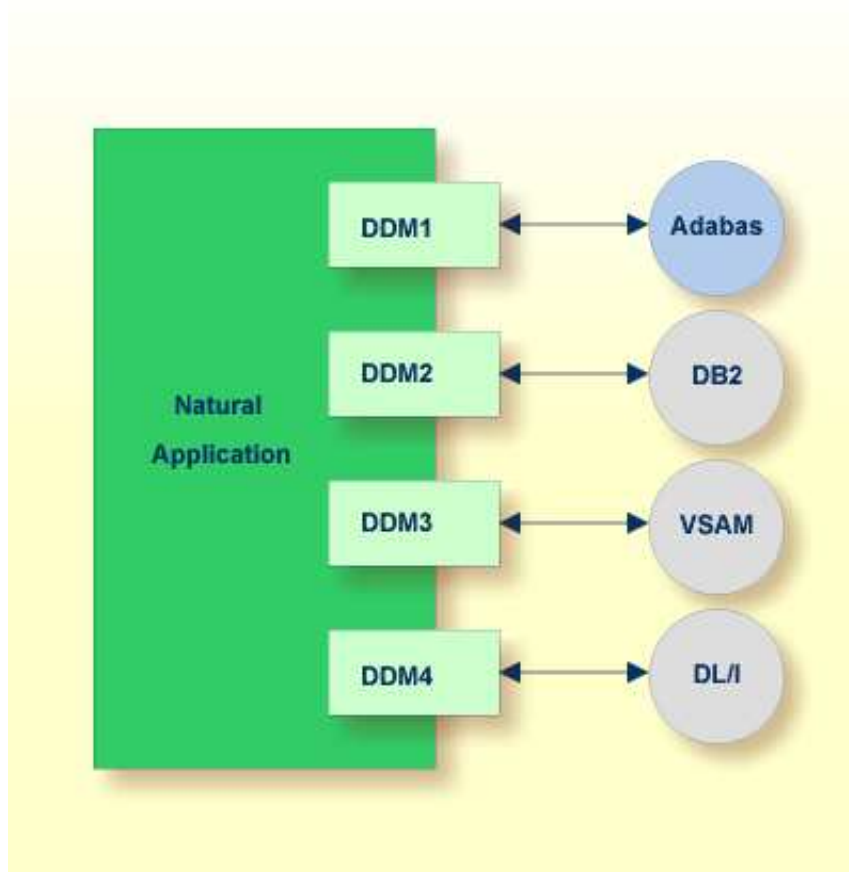 DDM1
Adabas
DDM2
DB2
Natural
Application
DDM3
VSAM
DDM4
DL/I